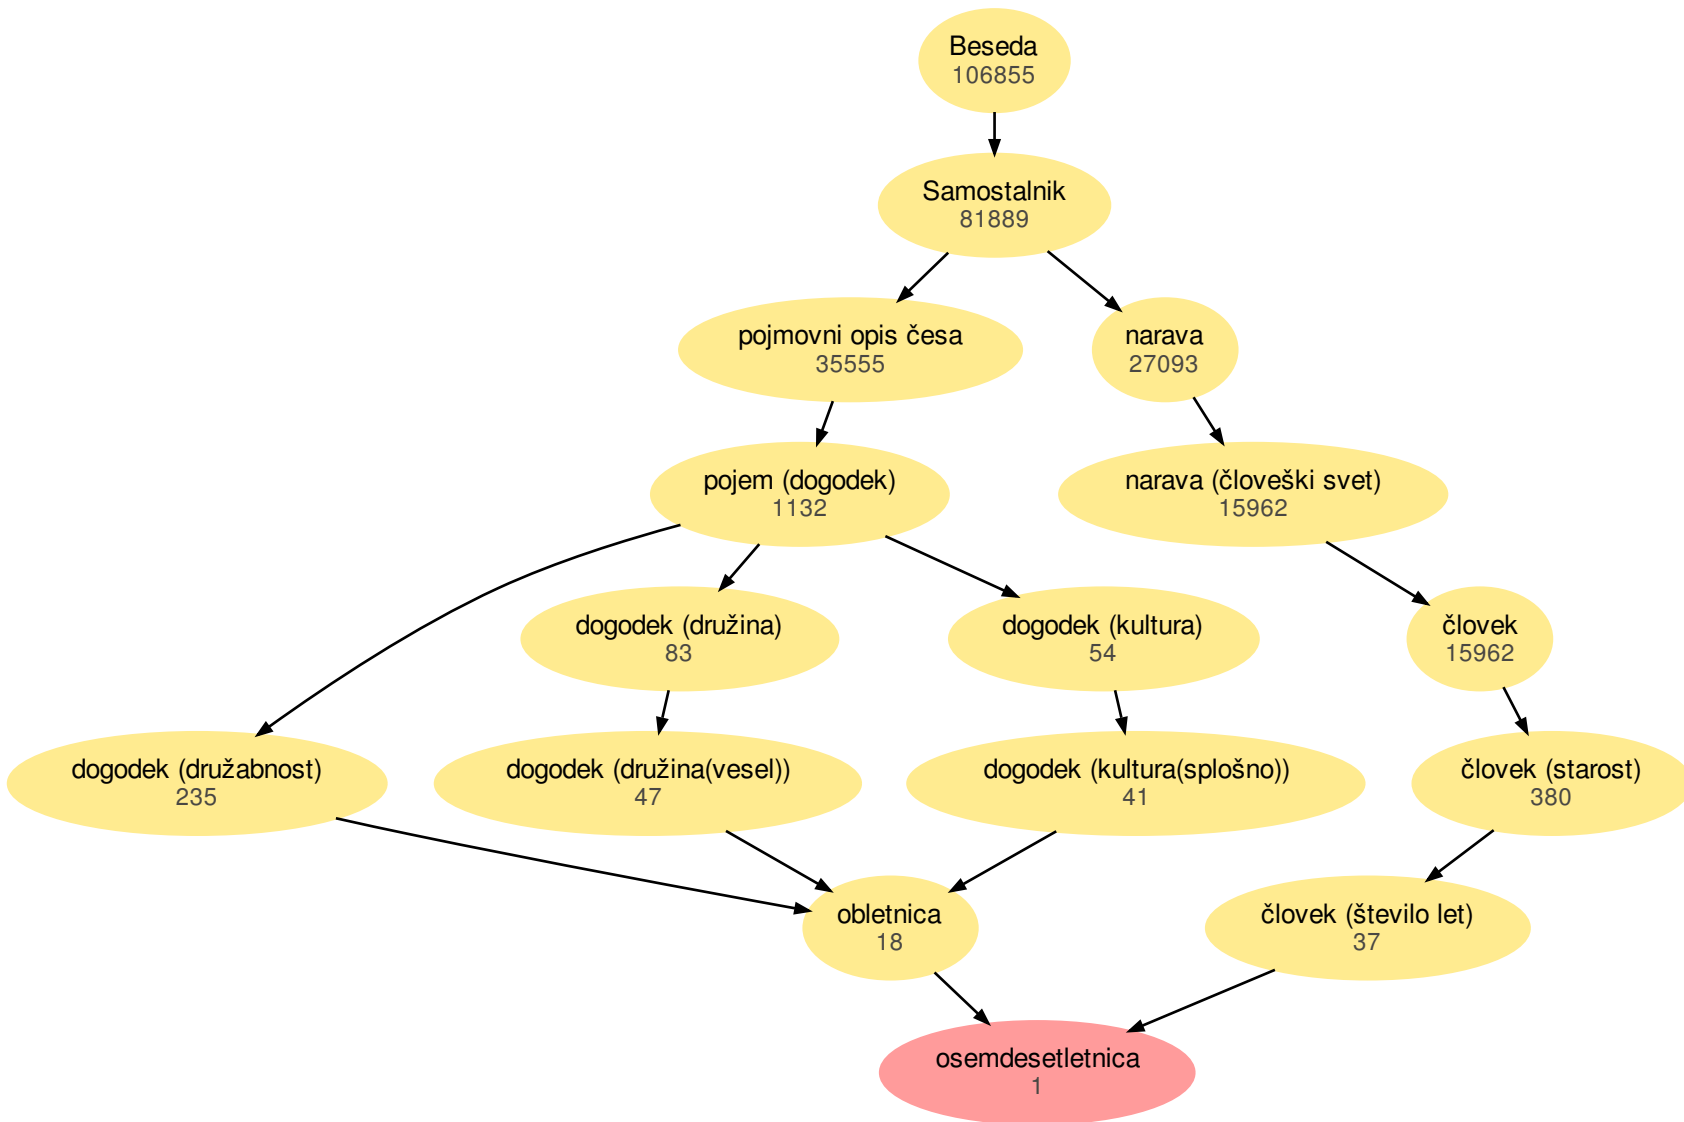 Beseda
106855
Samostalnik
81889
pojmovni opis česa
35555
narava
27093
pojem (dogodek)
1132
narava (človeški svet)
15962
dogodek (družina)
83
dogodek (kultura)
54
človek
15962
dogodek (družabnost)
235
dogodek (družina(vesel))
47
dogodek (kultura(splošno))
41
človek (starost)
380
obletnica
18
človek (število let)
37
osemdesetletnica
1